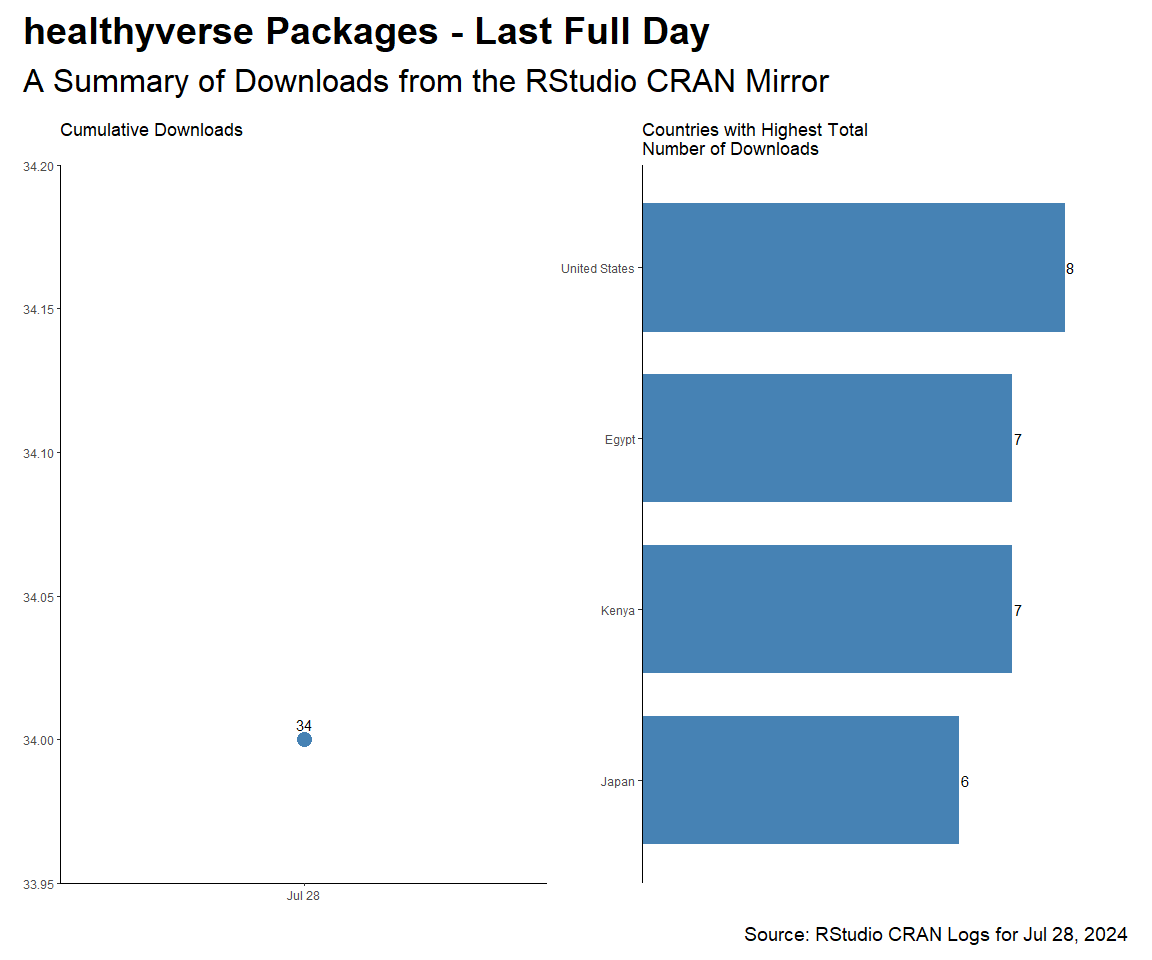 healthyverse Packages - Last Full Day
A Summary of Downloads from the RStudio CRAN Mirror
Cumulative Downloads
34.20
34.15
34.10
34.05
34.00
33.95
34
Jul 28
Countries with Highest Total
Number of Downloads
United States
8
Egypt
7
Kenya
7
Japan
6
Source: RStudio CRAN Logs for Jul 28, 2024